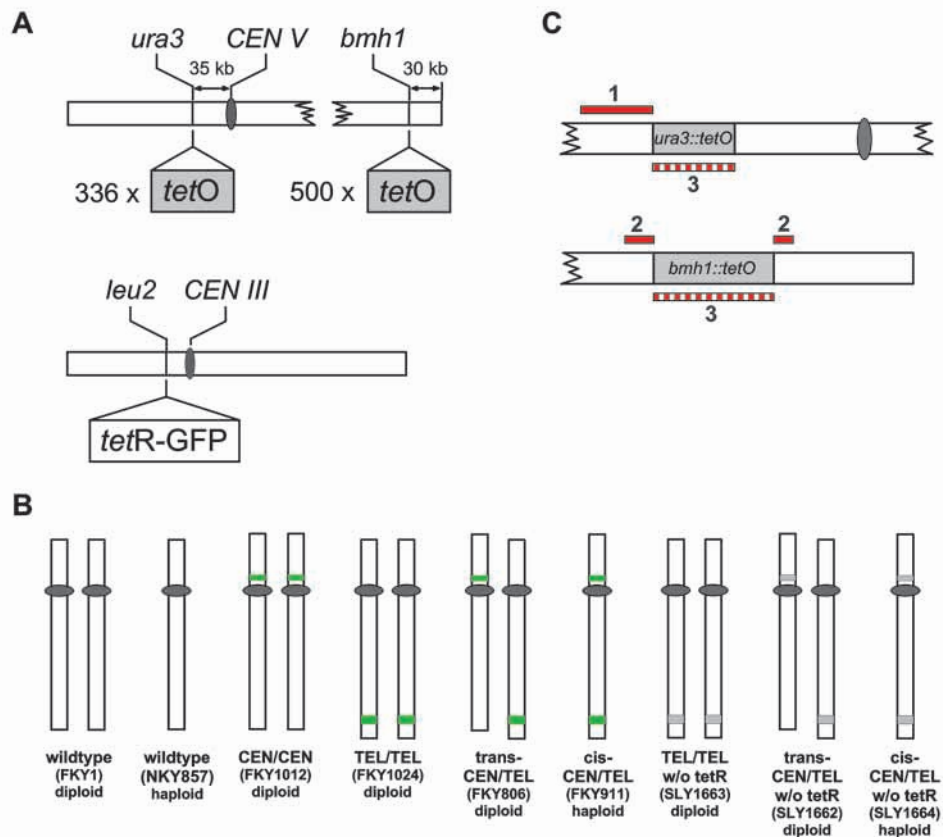 A
ura3
CEN V
bmh1
35 kb
30 kb
336 x
tetO
500 x
tetO
leu2
CEN III
tetR-GFP
C
1
ura3::tetO
3
2
2
bmh1::tetO
3
B
wildtype
(FKY1)
diploid
wildtype
(NKY857)
haploid
CEN/CEN
(FKY1012)
diploid
TEL/TEL
(FKY1024)
diploid
trans-
CEN/TEL
(FKY806)
diploid
cis-
CEN/TEL
(FKY911)
haploid
TEL/TEL
w/o tetR
(SLY1663)
diploid
trans-
CEN/TEL
w/o tetR
(SLY1662)
diploid
cis-
CEN/TEL
w/o tetR
(SLY1664)
haploid